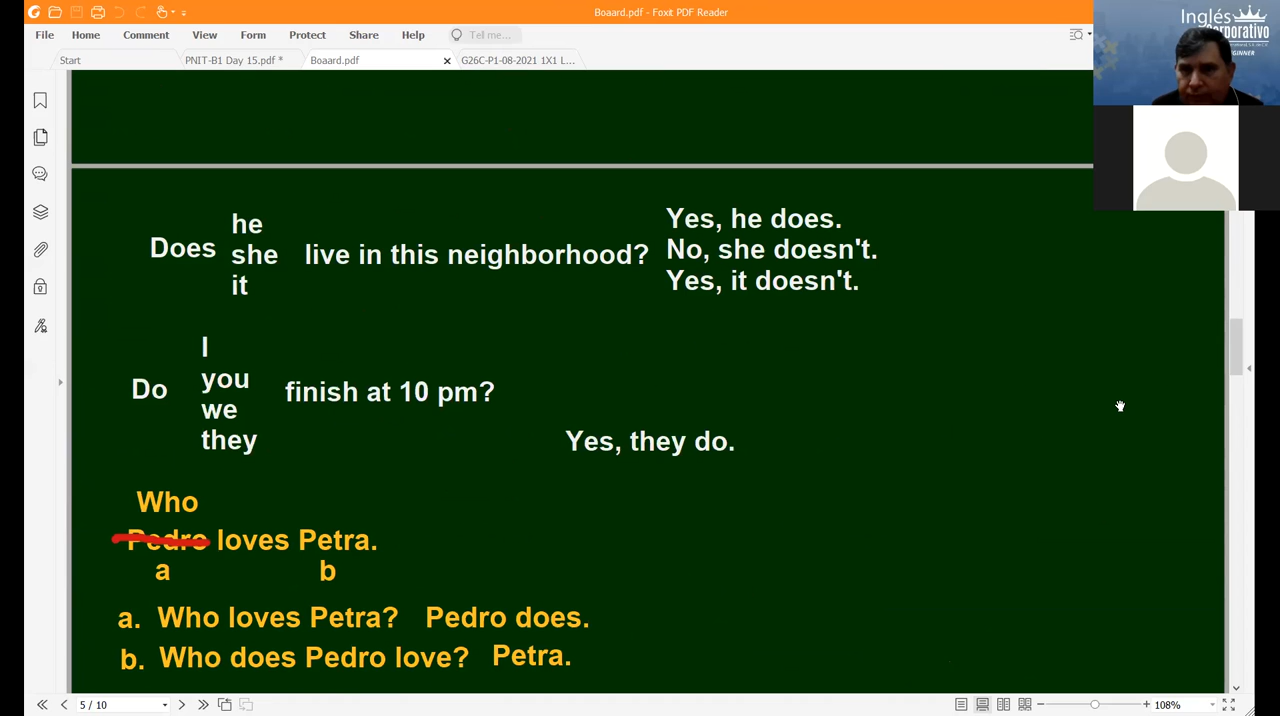 Boaard.pdf - Foxit PDF Reader
File Home Comment View Form Protect Share Help Tell me...
Start PNIT-B1 Day 15.pdf * Boaard.pdf G26C-P1-08-2021 1X1 L...
Inglés
Corporativo
he
Does she live in this neighborhood?
it
Yes, he does.
No, she doesn't.
Yes, it doesn't.
I
you
Do we finish at 10 pm?
they
Yes, they do.
Who
Pedro loves Petra.
a b
a. Who loves Petra? Pedro does.
b. Who does Pedro love? Petra.
5 / 10
108%